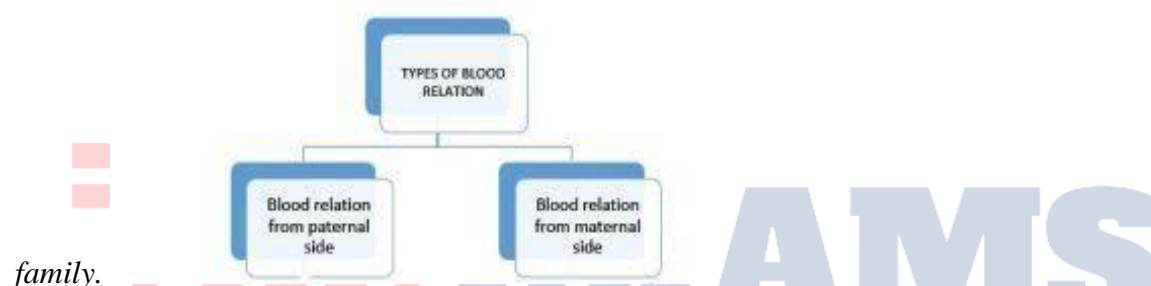 TYPES OF BLOOD
RELATION
Blood relation
from paternal
side
Blood relation
from maternal
side
family.
AMS